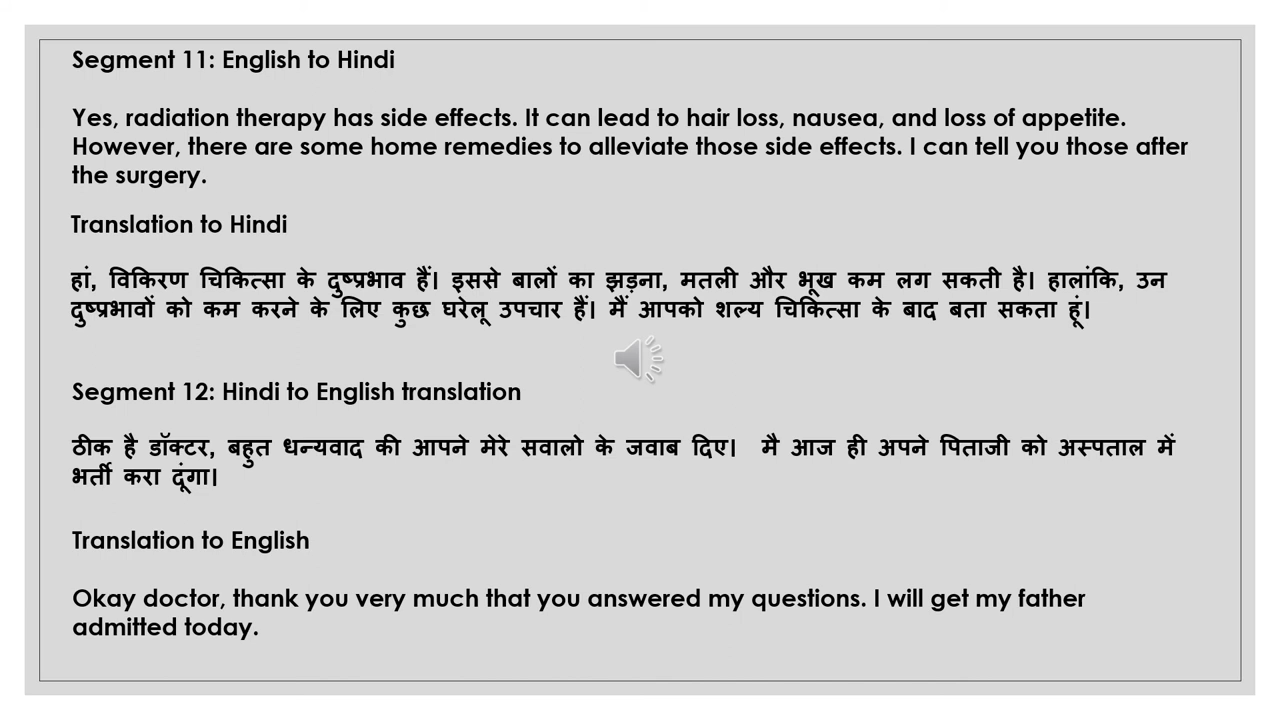 Segment 11: English to Hindi
Yes, radiation therapy has side effects. It can lead to hair loss, nausea, and loss of appetite.
However, there are some home remedies to alleviate those side effects. I can tell you those after
the surgery.
Translation to Hindi
हां, विकिरण चिकित्सा के दुष्प्रभाव हैं। इससे बालों का झड़ना, मतली और भूख कम लग सकती है। हालांकि, उन
दुष्प्रभावों को कम करने के लिए कुछ घरेलू उपचार हैं। मैं आपको शल्य चिकित्सा के बाद बता सकता हूं।
Segment 12: Hindi to English translation
ठीक है डॉक्टर, बहुत धन्यवाद की आपने मेरे सवालो के जवाब दिए। मै आज ही अपने पिताजी को अस्पताल में
भर्ती करा दूंगा।
Translation to English
Okay doctor, thank you very much that you answered my questions. I will get my father
admitted today.